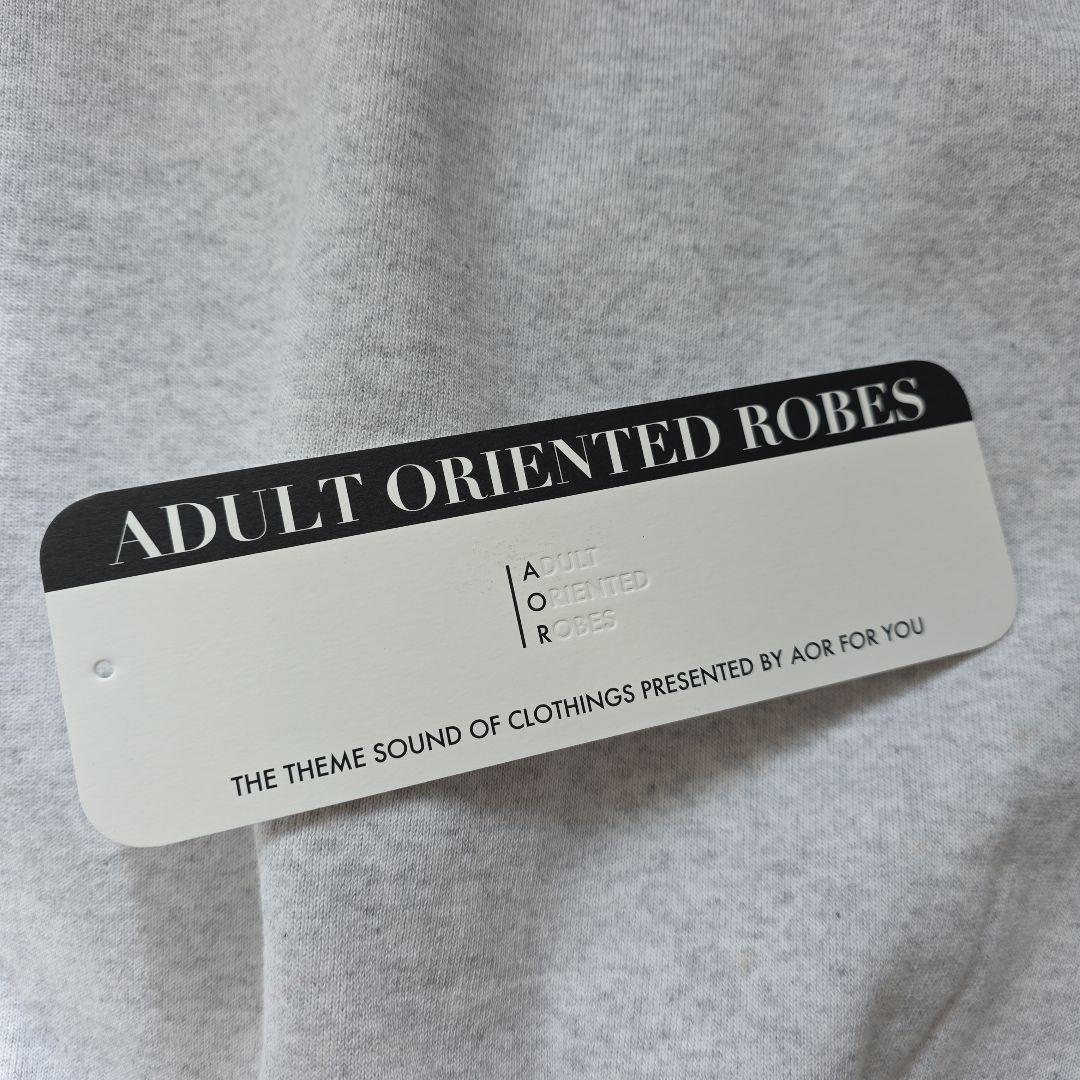 ADULT ORIENTED ROBES
ADULT
ORIENTED
ROBES
THE THEME SOUND OF CLOTHINGS PRESENTED BY AOR FOR YOU